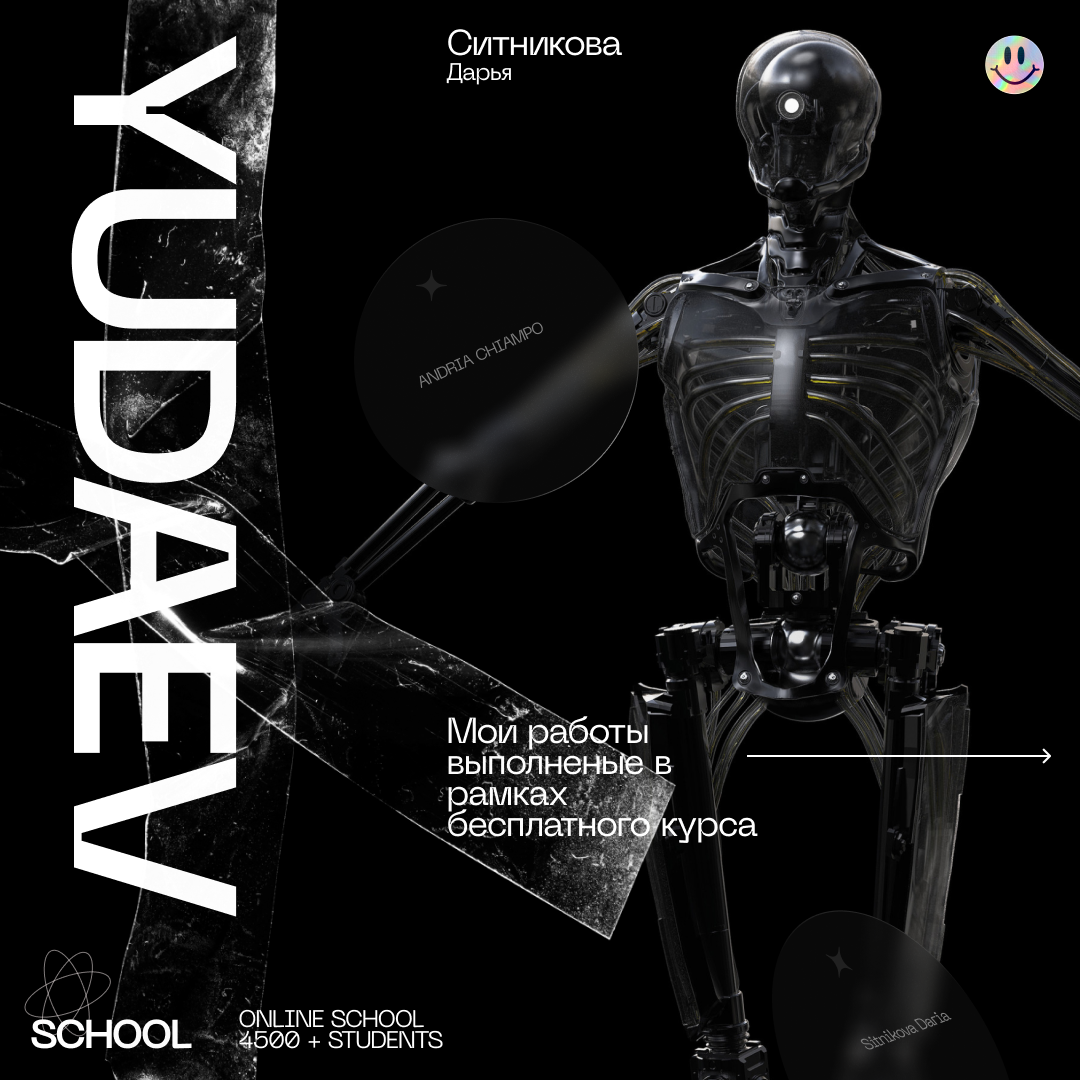 YUDAEV
Ситникова
Дарья
ANDRIA CHIAMPO
Мои работы
выполненые в
рамках
бесплатного курса
SCHOOL
ONLINE SCHOOL
4500 + STUDENTS
Sitnikova Daria